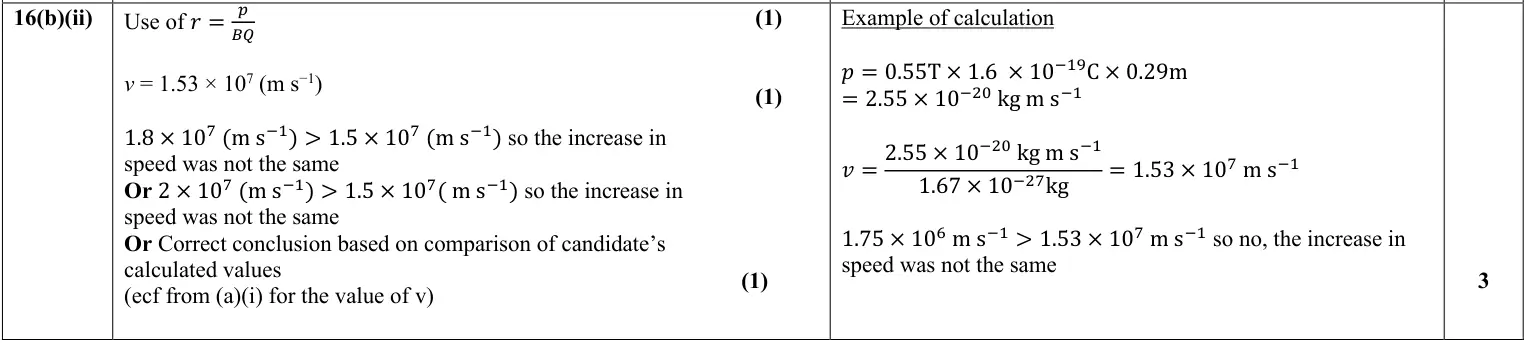 16(b)(ii)
Use of r = p/BQ (1)
v = 1.53 × 10⁷ (m s⁻¹)
(1)
1.8 × 10⁷ (m s⁻¹) > 1.5 × 10⁷ (m s⁻¹) so the increase in
speed was not the same
Or 2 × 10⁷ (m s⁻¹) > 1.5 × 10⁷( m s⁻¹) so the increase in
speed was not the same
Or Correct conclusion based on comparison of candidate’s
calculated values
(1)
(ecf from (a)(i) for the value of v)
Example of calculation
p = 0.55T × 1.6 × 10⁻¹⁹C × 0.29m
= 2.55 × 10⁻²⁰ kg m s⁻¹
v = 2.55 × 10⁻²⁰ kg m s⁻¹ / 1.67 × 10⁻²⁷kg = 1.53 × 10⁷ m s⁻¹
1.75 × 10⁶ m s⁻¹ > 1.53 × 10⁷ m s⁻¹ so no, the increase in
speed was not the same
3